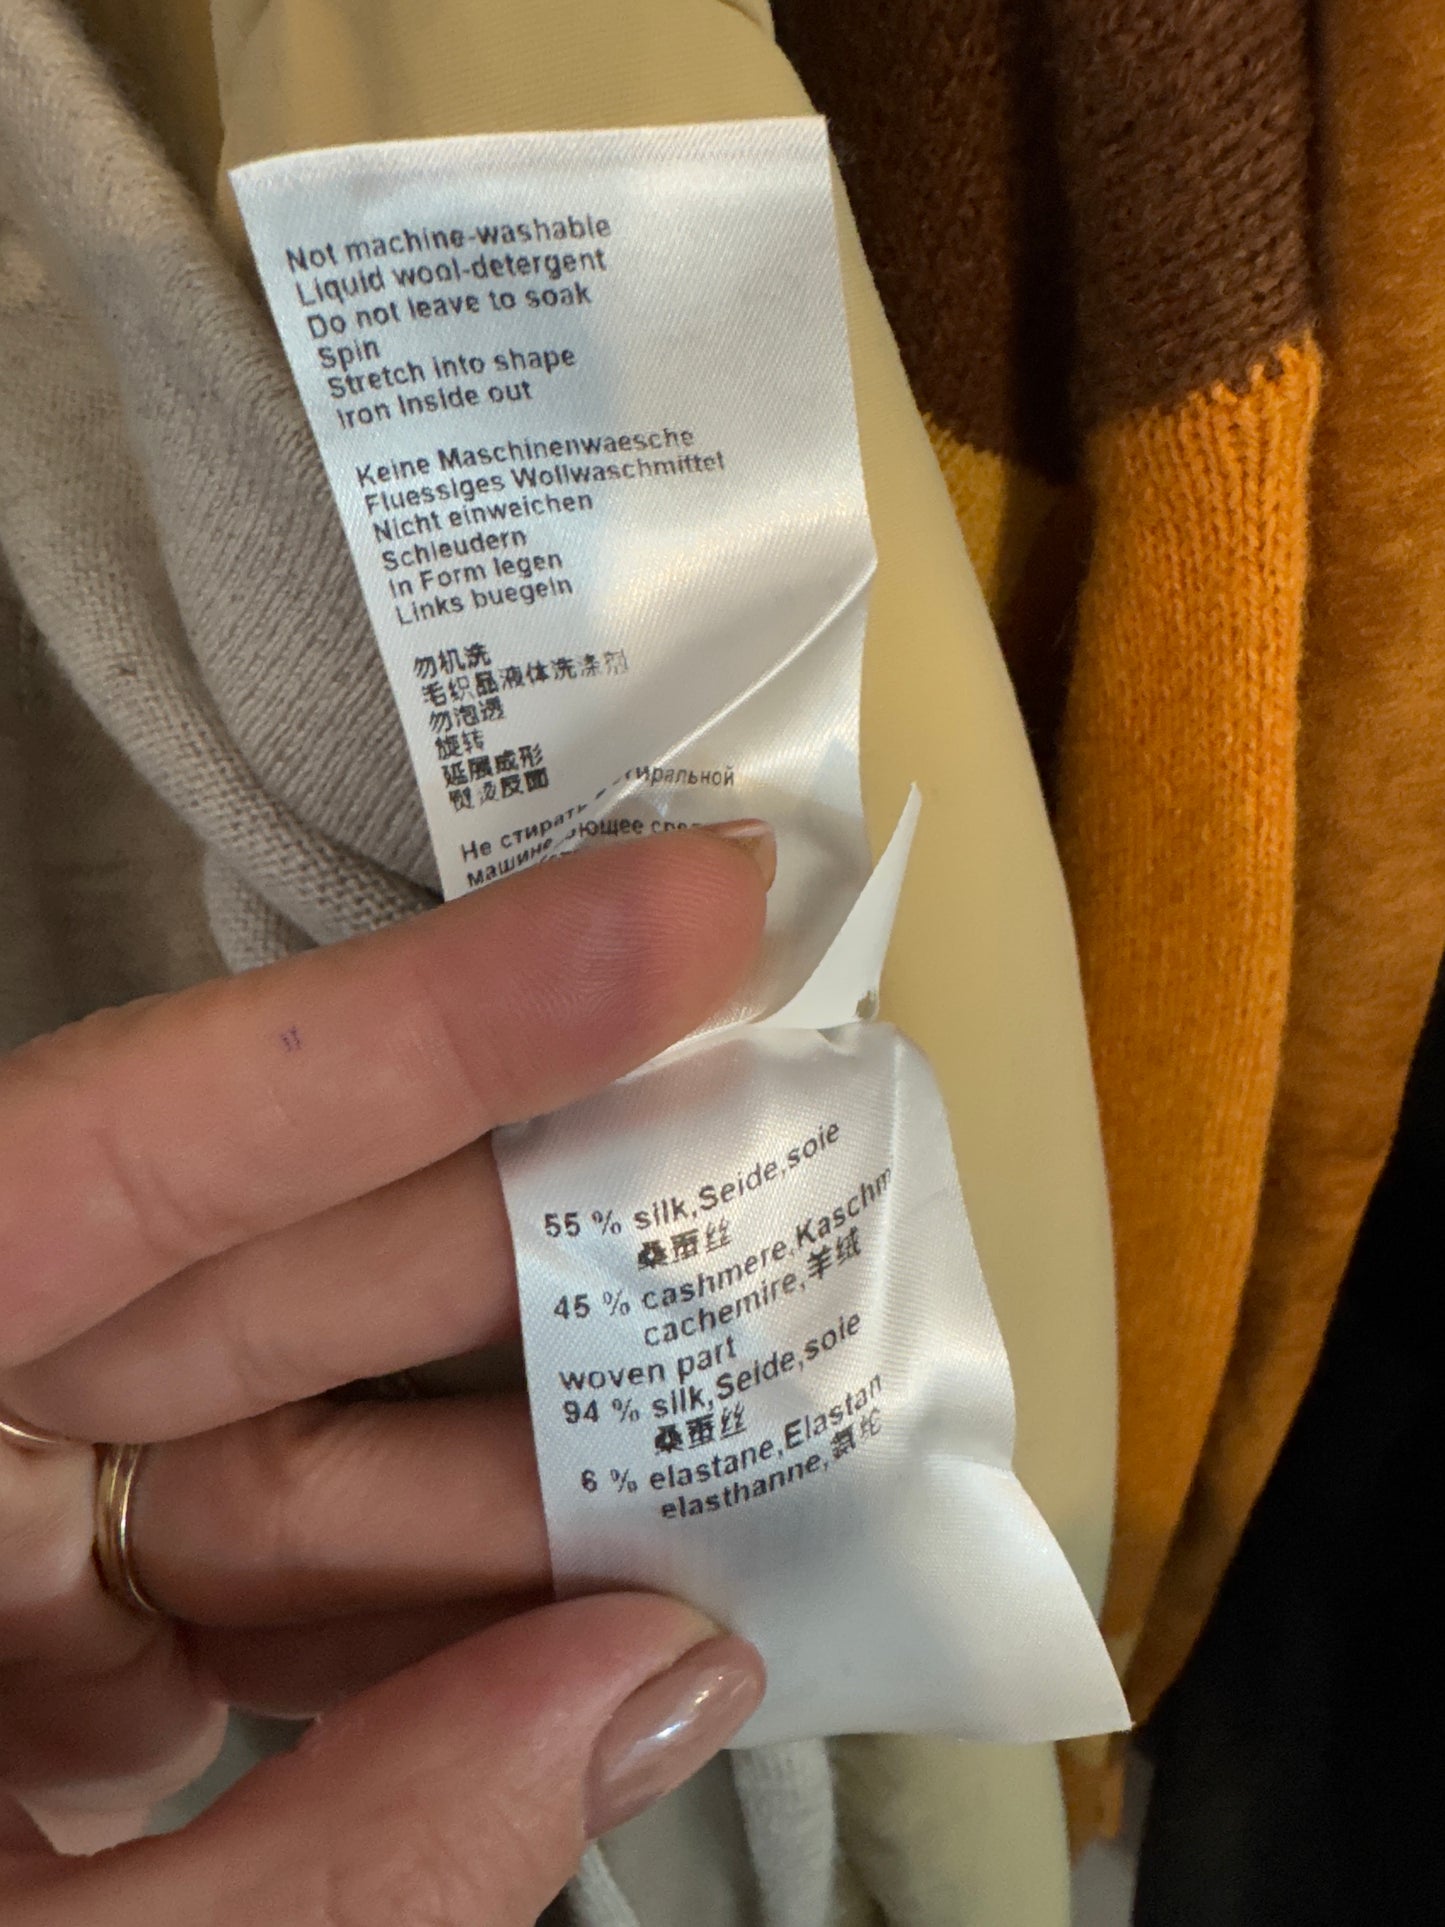 Not machine-washable
Liquid wool-detergent
Do not leave to soak
Spin
Stretch into shape
Iron inside out
Keine Maschinenwaesche
Fluessiges Wollwaschmittel
Nicht einweichen
Schleudern
In Form legen
Links buegeln
勿机洗
毛织品液体洗涤剂
勿泡透
旋转
延展成形
熨烫反面
Не стирать в стиральной
машине
55 % silk,Seide,soie
桑蚕丝
45 % cashmere,Kaschm
cachemire,羊绒
woven part
94 % silk,Seide,soie
桑蚕丝
6 % elastane,Elastan
elasthanne,氨纶